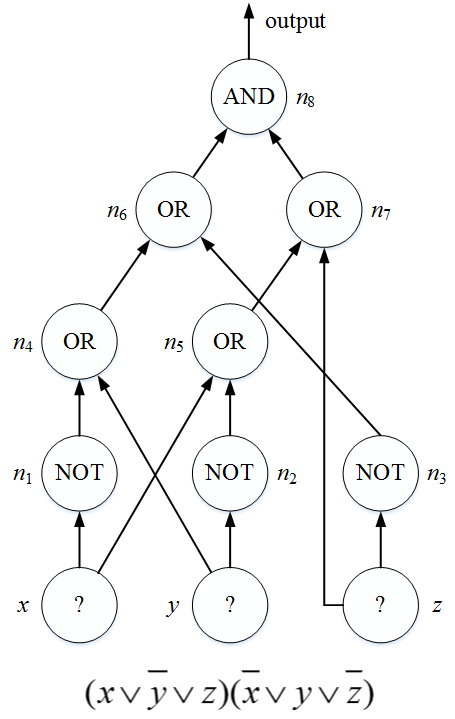 output
AND n₈
n₆ OR OR n₇
n₄ OR n₅ OR
n₁ NOT NOT n₂ NOT n₃
x ? y ? ? z
(x ∨ y̅ ∨ z)(x̅ ∨ y ∨ z̅)